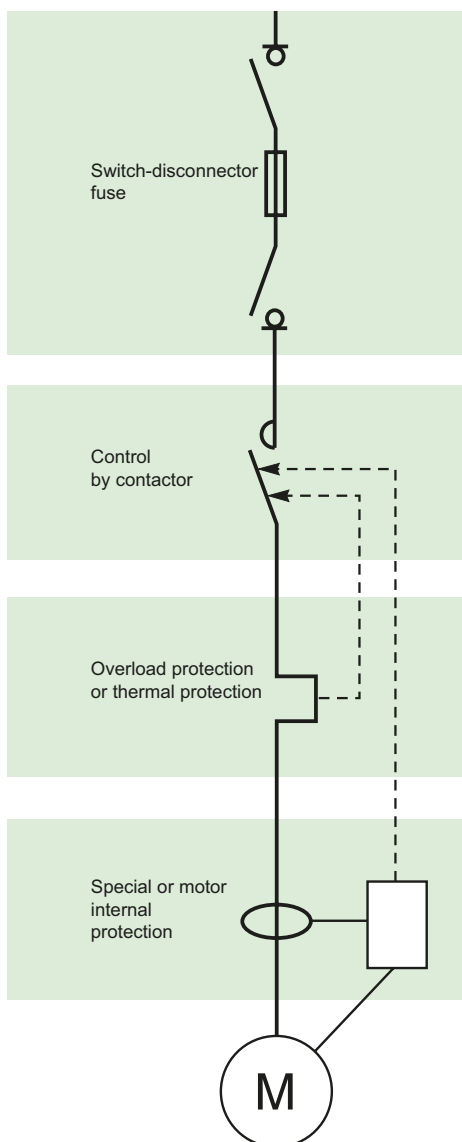 Switch-disconnector
fuse
Control
by contactor
Overload protection
or thermal protection
Special or motor
internal
protection
M